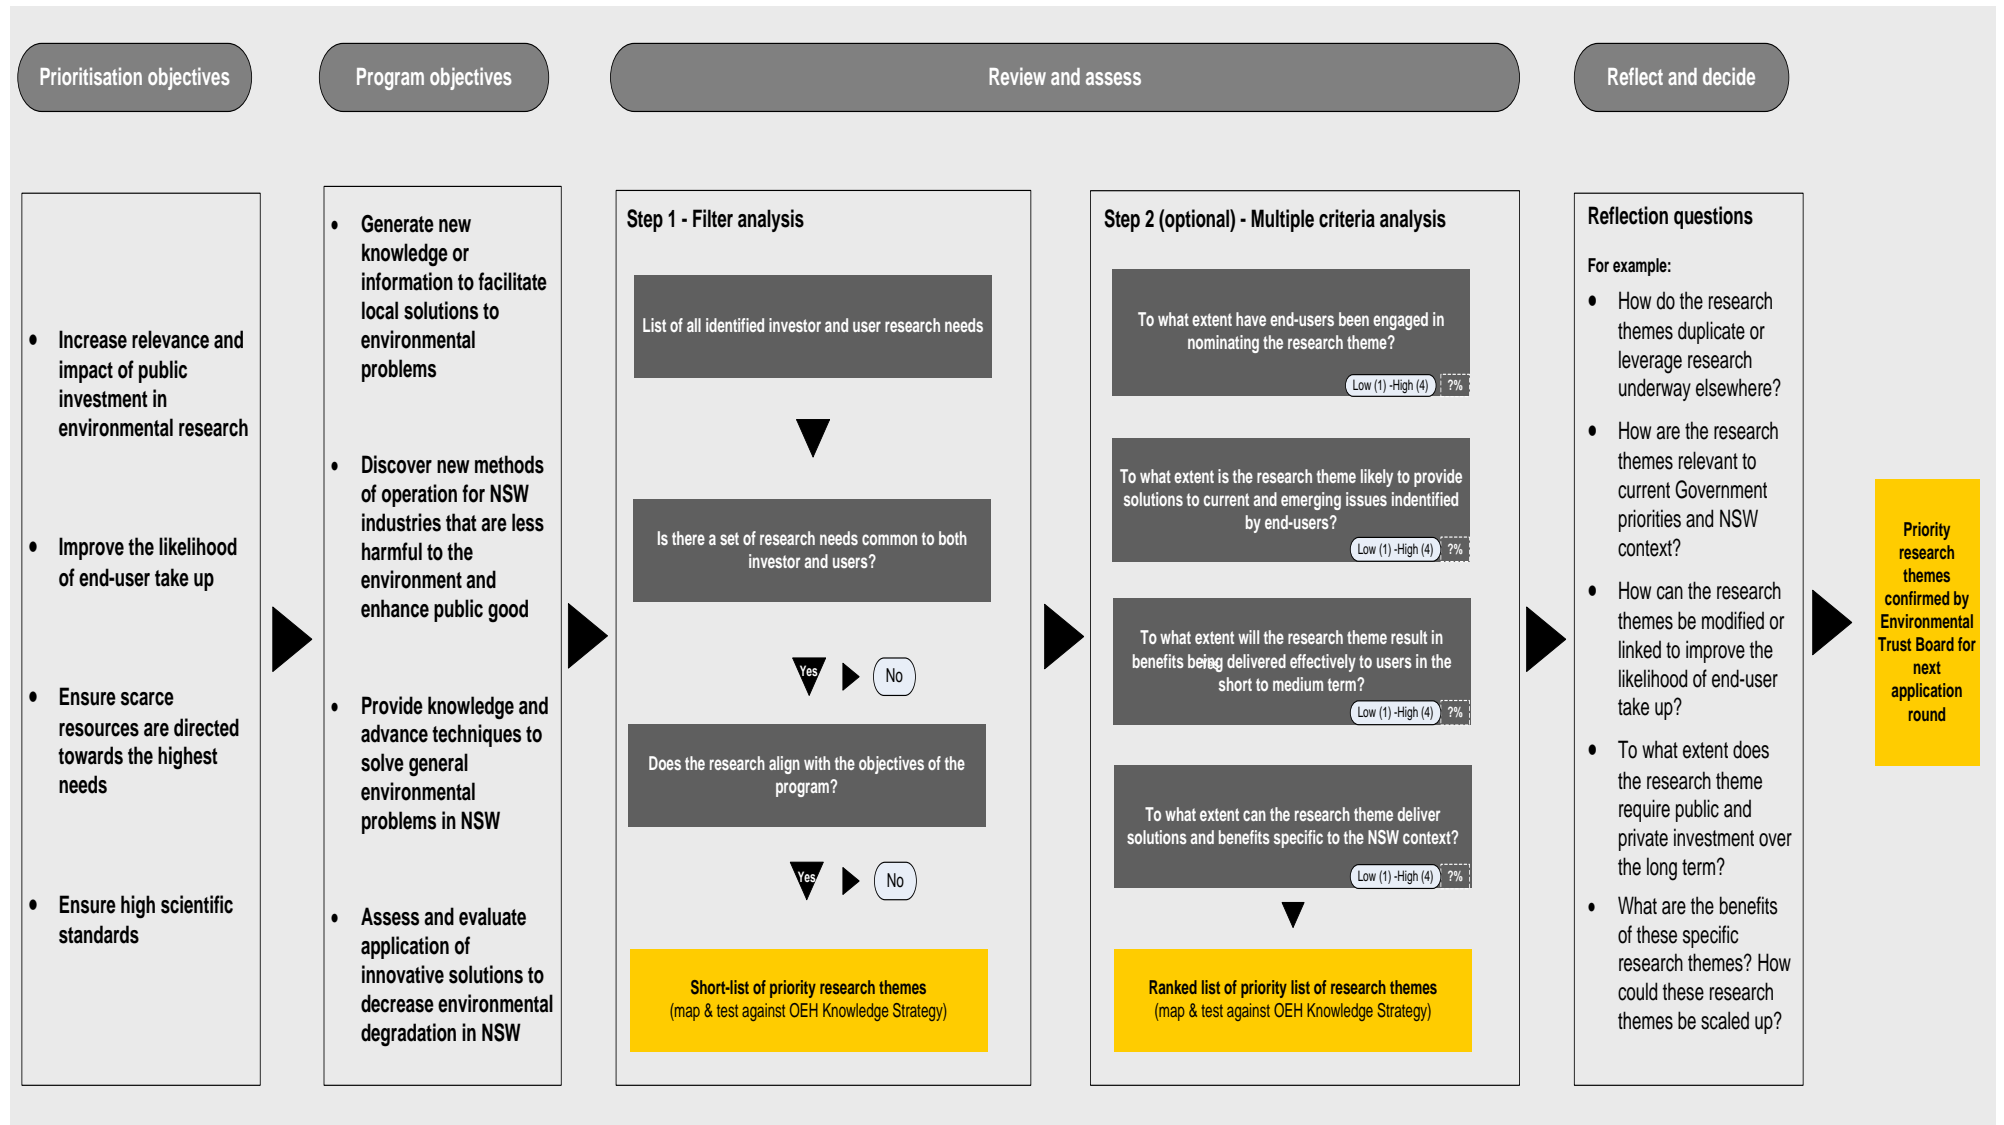 Prioritisation objectives
Program objectives
Review and assess
Reflect and decide
• Increase relevance and
impact of public
investment in
environmental research
• Improve the likelihood
of end-user take up
• Ensure scarce
resources are directed
towards the highest
needs
• Ensure high scientific
standards
• Generate new
knowledge or
information to facilitate
local solutions to
environmental
problems
• Discover new methods
of operation for NSW
industries that are less
harmful to the
environment and
enhance public good
• Provide knowledge and
advance techniques to
solve general
environmental
problems in NSW
• Assess and evaluate
application of
innovative solutions to
decrease environmental
degradation in NSW
Step 1 - Filter analysis
List of all identified investor and user research needs
Is there a set of research needs common to both
investor and users?
Yes
No
Does the research align with the objectives of the
program?
Yes
No
Short-list of priority research themes
(map & test against OEH Knowledge Strategy)
Step 2 (optional) - Multiple criteria analysis
To what extent have end-users been engaged in
nominating the research theme?
Low (1) -High (4) ?%
To what extent is the research theme likely to provide
solutions to current and emerging issues indentified
by end-users?
Low (1) -High (4) ?%
To what extent will the research theme result in
benefits being delivered effectively to users in the
short to medium term?
Low (1) -High (4) ?%
To what extent can the research theme deliver
solutions and benefits specific to the NSW context?
Low (1) -High (4) ?%
Ranked list of priority list of research themes
(map & test against OEH Knowledge Strategy)
Reflection questions
For example:
• How do the research
themes duplicate or
leverage research
underway elsewhere?
• How are the research
themes relevant to
current Government
priorities and NSW
context?
• How can the research
themes be modified or
linked to improve the
likelihood of end-user
take up?
• To what extent does
the research theme
require public and
private investment over
the long term?
• What are the benefits
of these specific
research themes? How
could these research
themes be scaled up?
Priority
research
themes
confirmed by
Environmental
Trust Board for
next
application
round